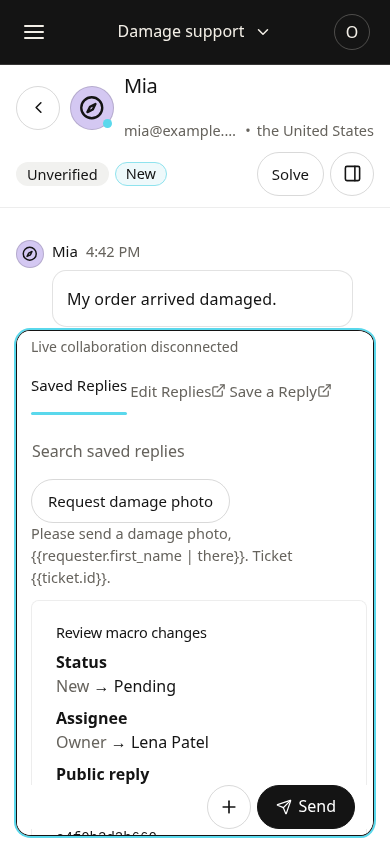 Damage support
O
Mia
mia@example.... • the United States
Unverified
New
Solve
Mia 4:42 PM
My order arrived damaged.
Live collaboration disconnected
Saved Replies Edit Replies Save a Reply
Search saved replies
Request damage photo
Please send a damage photo,
{{requester.first_name | there}}. Ticket
{{ticket.id}}.
Review macro changes
Status
New → Pending
Assignee
Owner → Lena Patel
Public reply
Send